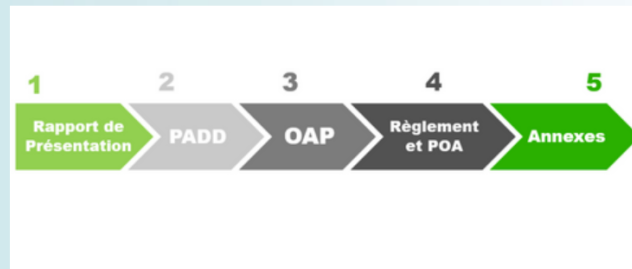 1
2
3
4
5
Rapport de
Présentation
PADD
OAP
Règlement
et POA
Annexes